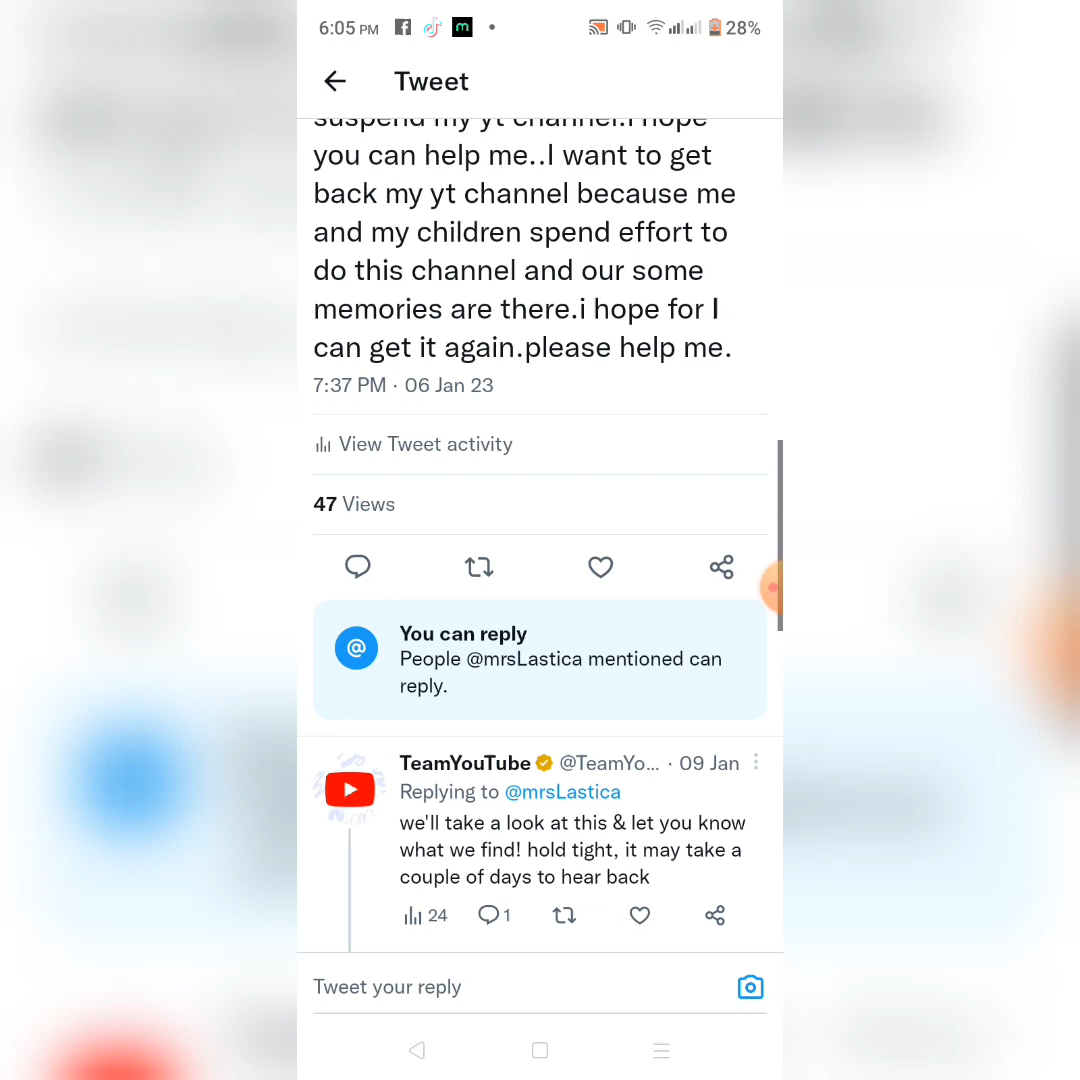 6:05 PM
28%
Tweet
suspend my yt channel.i hope
you can help me..I want to get
back my yt channel because me
and my children spend effort to
do this channel and our some
memories are there.i hope for I
can get it again.please help me.
7:37 PM · 06 Jan 23
View Tweet activity
47 Views
You can reply
People @mrsLastica mentioned can
reply.
TeamYouTube @TeamYo... · 09 Jan
Replying to @mrsLastica
we'll take a look at this & let you know
what we find! hold tight, it may take a
couple of days to hear back
24 1
Tweet your reply